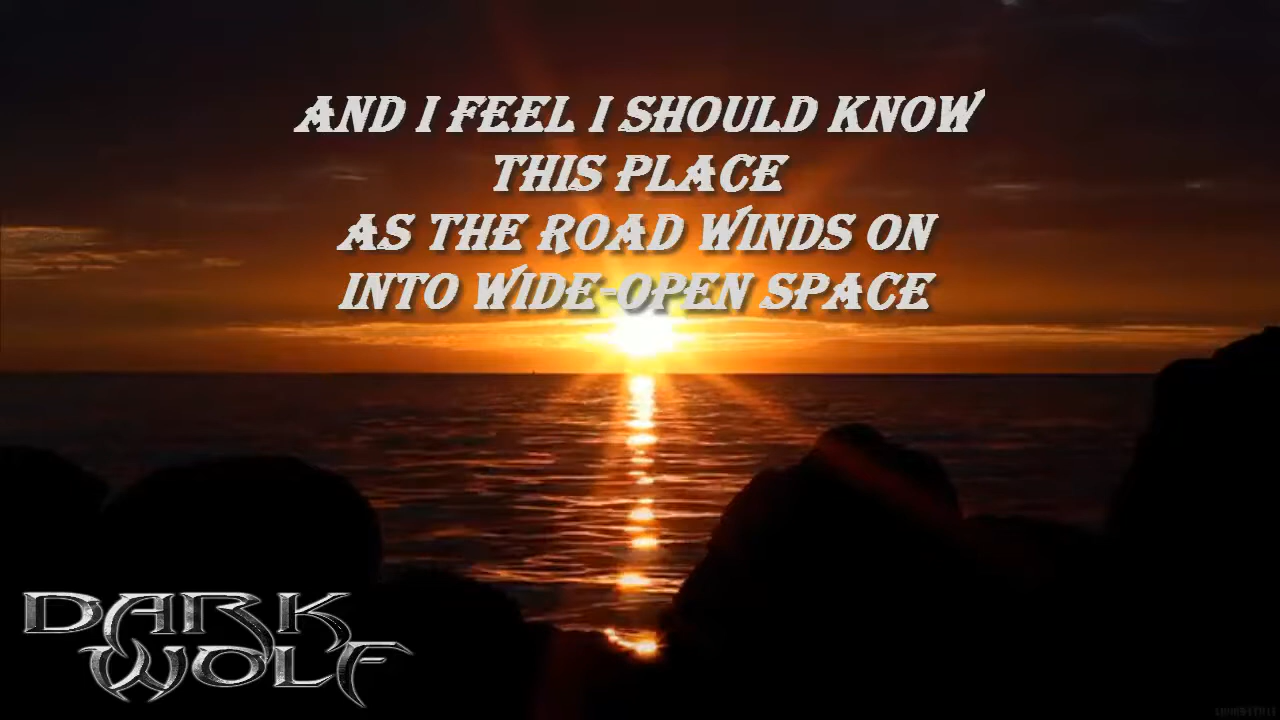 AND I FEEL I SHOULD KNOW
THIS PLACE
AS THE ROAD WINDS ON
INTO WIDE-OPEN SPACE
DARK
WOLF